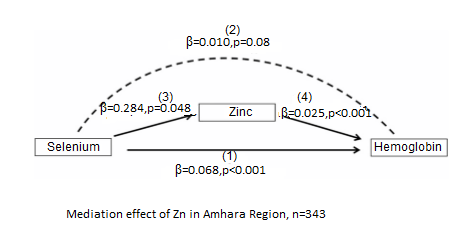 (2)
β=0.010,p=0.08
(3)
β=0.284,p=0.048
Zinc
(4)
.β=0.025,p<0.001
Selenium
Hemoglobin
(1)
β=0.068,p<0.001
Mediation effect of Zn in Amhara Region, n=343